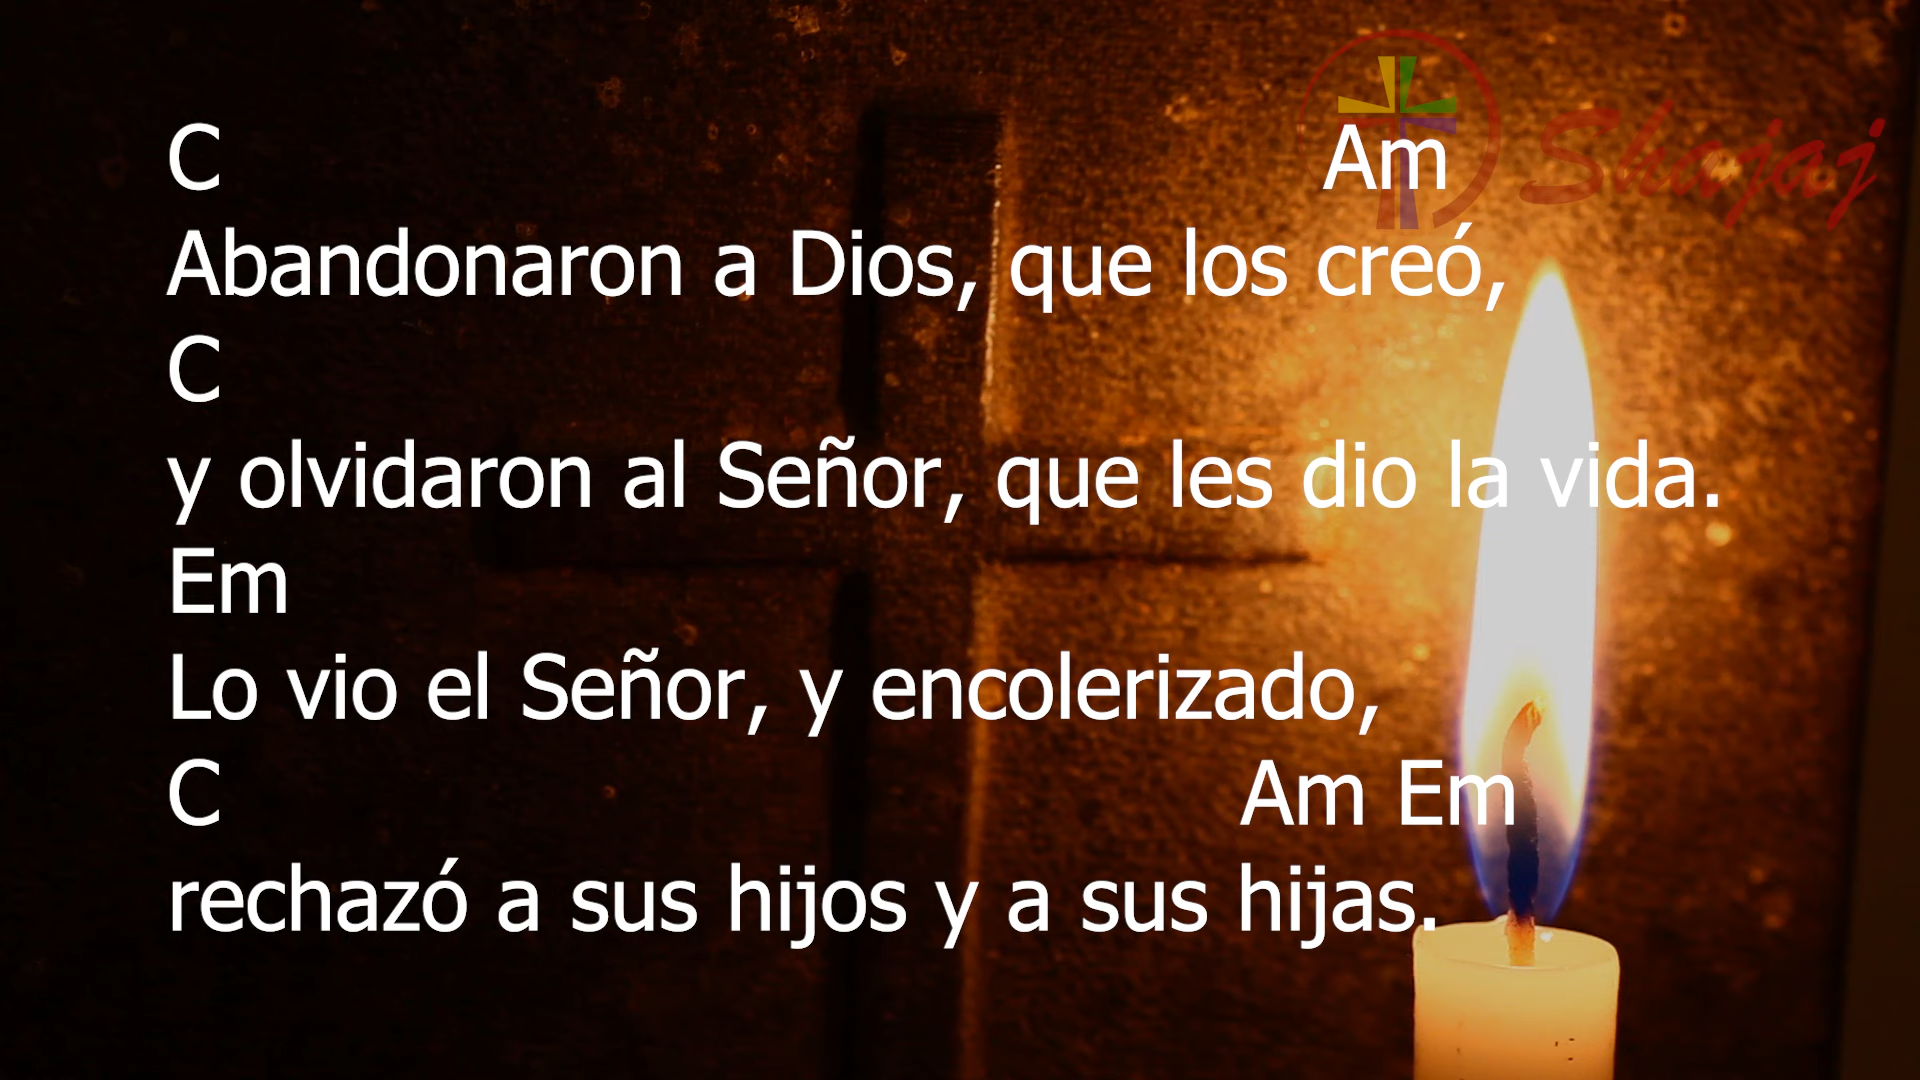 Shajaj
C Am
Abandonaron a Dios, que los creó,
C
y olvidaron al Señor, que les dio la vida.
Em
Lo vio el Señor, y encolerizado,
C Am Em
rechazó a sus hijos y a sus hijas.